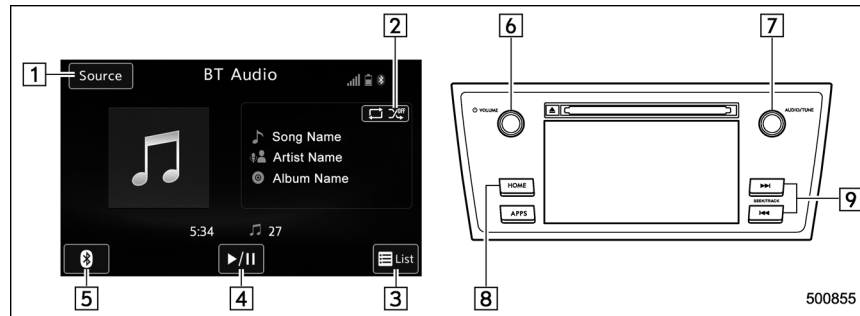 2
6
7
1
Source
BT Audio
OFF
VOLUME
AUDIO/TUNE
Song Name
Artist Name
Album Name
HOME
SEEK/TRACK
9
APPS
5:34
27
List
5
4
3
8
500855